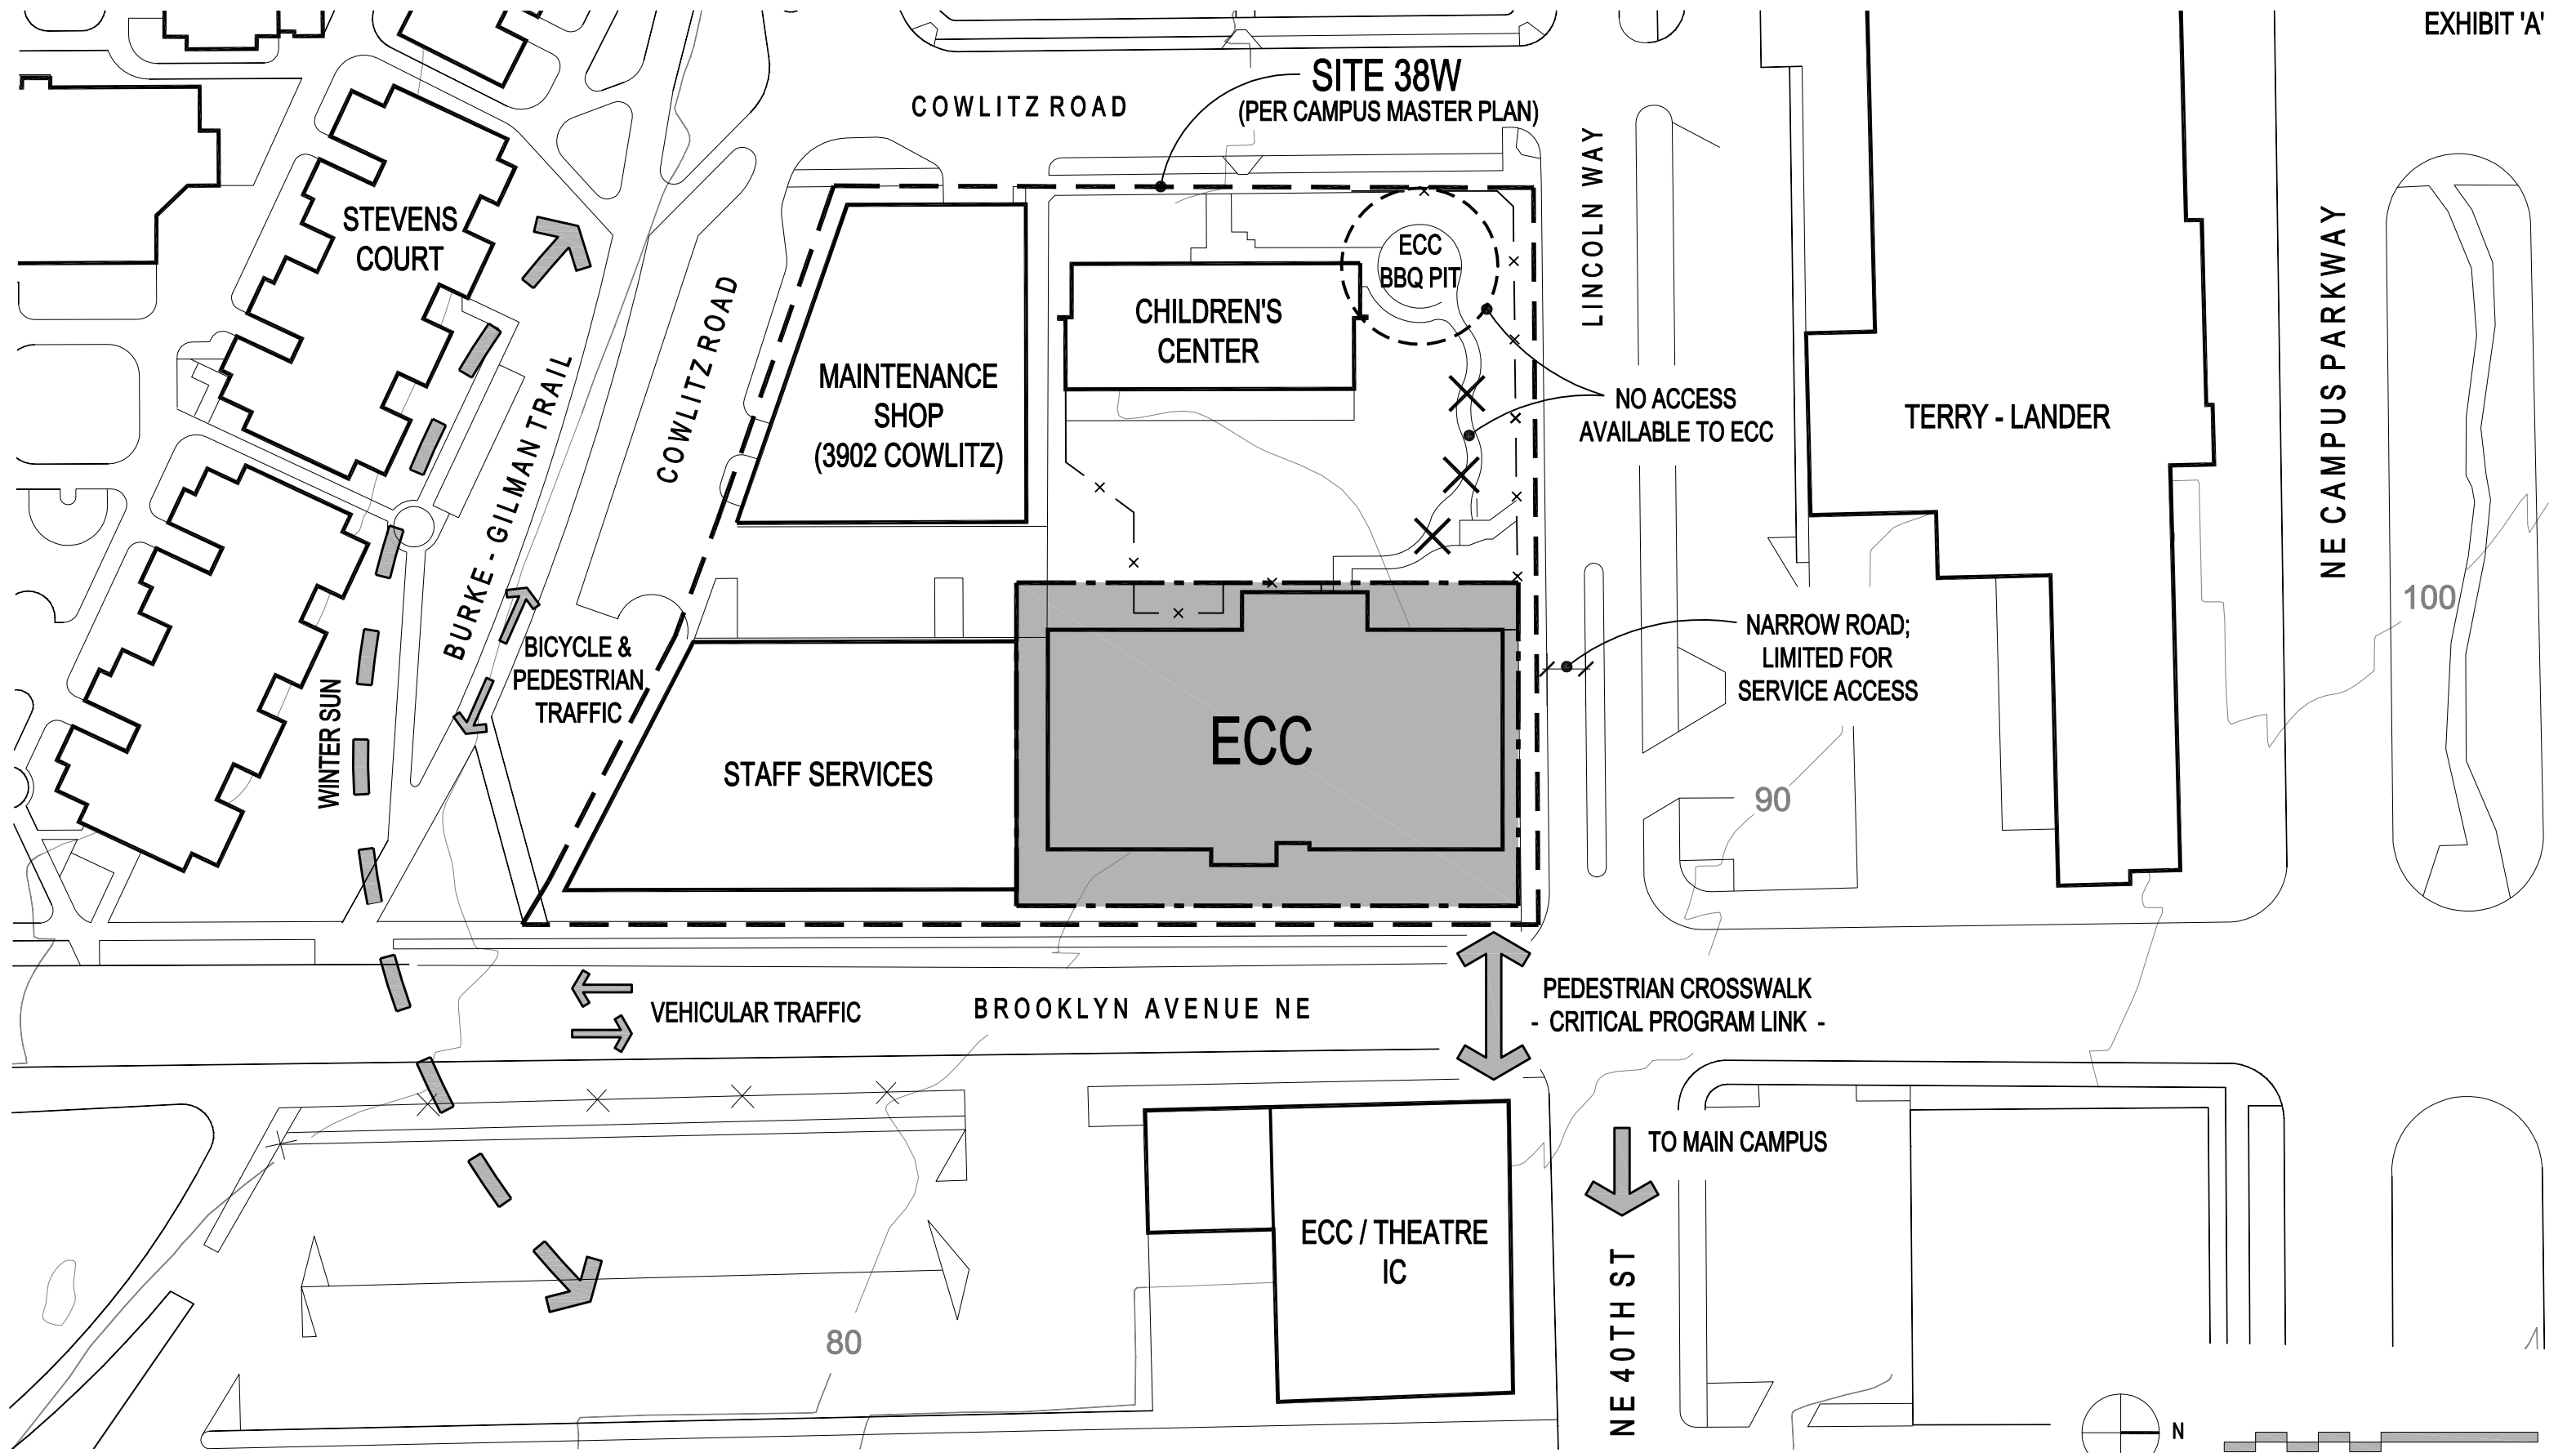 EXHIBIT 'A'
SITE 38W
(PER CAMPUS MASTER PLAN)
COWLITZ ROAD
LINCOLN WAY
NE CAMPUS PARKWAY
STEVENS
COURT
ECC
BBQ PIT
CHILDREN'S
CENTER
COWLITZ ROAD
MAINTENANCE
SHOP
(3902 COWLITZ)
BURKE - GILMAN TRAIL
NO ACCESS
AVAILABLE TO ECC
TERRY - LANDER
100
BICYCLE &
PEDESTRIAN
TRAFFIC
NARROW ROAD;
LIMITED FOR
SERVICE ACCESS
WINTER SUN
STAFF SERVICES
ECC
90
VEHICULAR TRAFFIC
BROOKLYN AVENUE NE
PEDESTRIAN CROSSWALK
- CRITICAL PROGRAM LINK -
TO MAIN CAMPUS
ECC / THEATRE
IC
NE 40TH ST
80
N